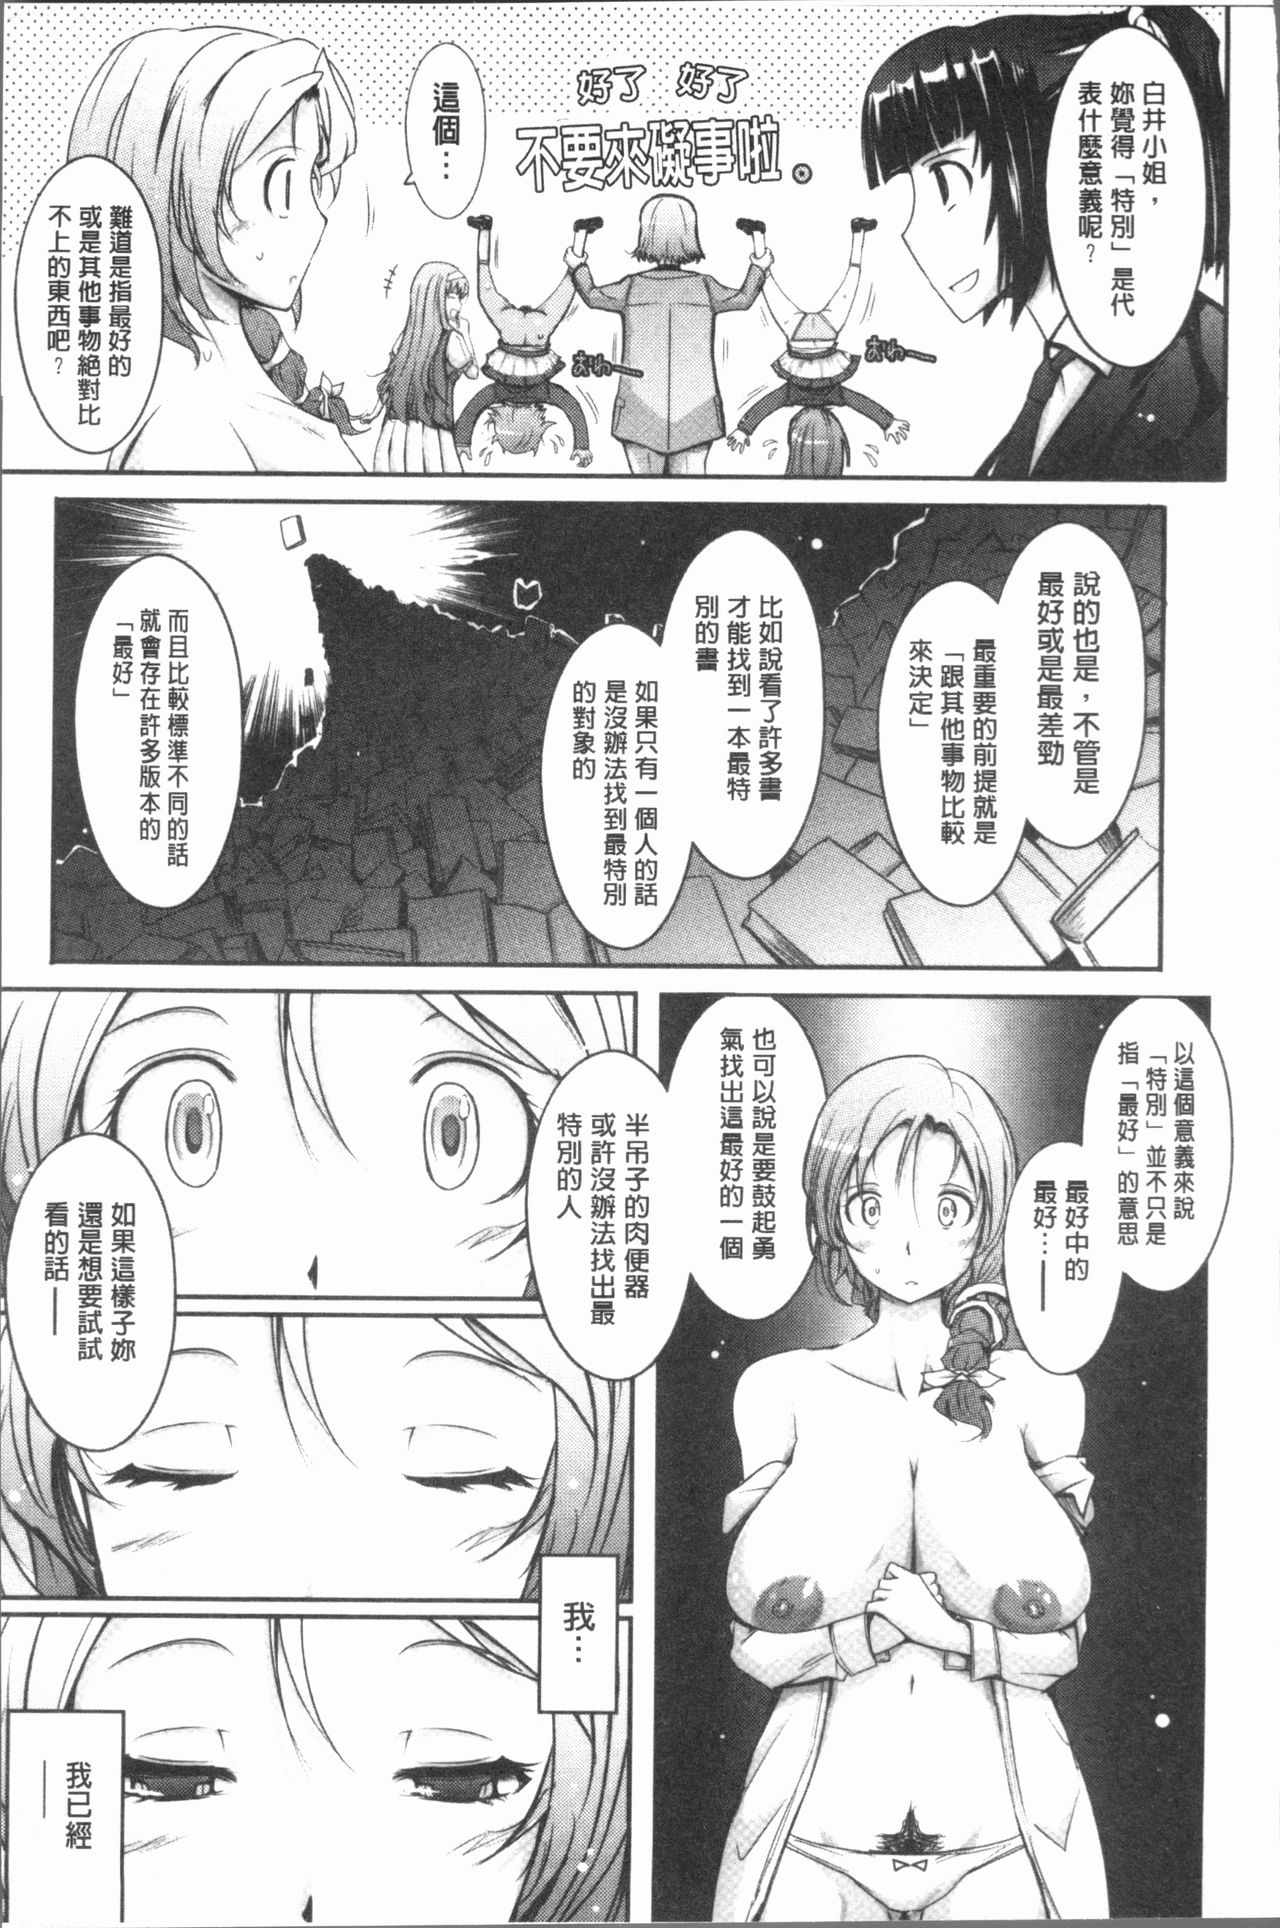 白井小姐，
妳覺得「特別」是代
表什麼意義呢？
好了 好了
不要來礙事啦。
あわ
あわ
這個…
難道是指最好的
或是其他事物絕對比
不上的東西吧？
說的也是，不管是
最好或是最差勁
最重要的前提就是
「跟其他事物比較
來決定」
比如說看了許多書
才能找到一本最特
別的書
如果只有一個人的話
是沒辦法找到最特別
的對象的
而且比較標準不同的話
就會存在許多版本的
「最好」
以這個意義來說
「特別」並不只是
指「最好」的意思
最好中的
最好…——
也可以說是要鼓起勇
氣找出這最好的一個
半吊子的肉便器
或許沒辦法找出最
特別的人
如果這樣子妳
還是想要試試
看的話——
我…
我已經
——